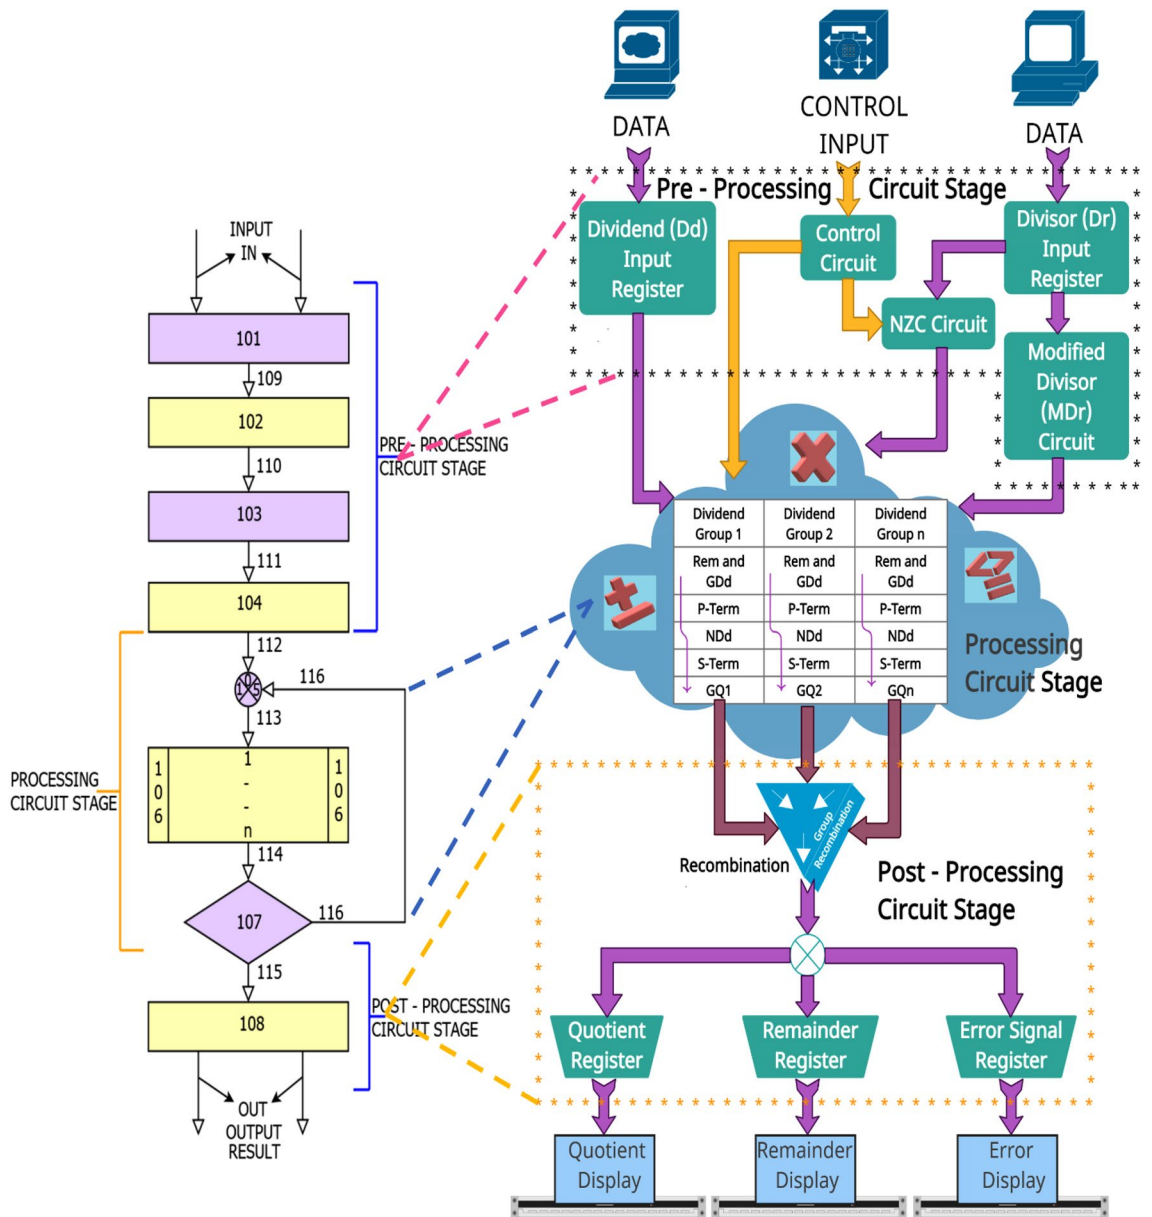 INPUT
IN
101
109
102
110
103
111
104
112
105
116
113
1
0
6
1
-
-
n
1
0
6
114
107
116
115
108
OUT
OUTPUT
RESULT
PRE - PROCESSING
CIRCUIT STAGE
PROCESSING
CIRCUIT STAGE
POST - PROCESSING
CIRCUIT STAGE
DATA
CONTROL
INPUT
DATA
Pre - Processing Circuit Stage
Dividend (Dd)
Input
Register
Control
Circuit
Divisor (Dr)
Input
Register
NZC Circuit
Modified
Divisor
(MDr)
Circuit
Dividend
Group 1
Dividend
Group 2
Dividend
Group n
Rem and
GDd
Rem and
GDd
Rem and
GDd
P-Term
P-Term
P-Term
NDd
NDd
NDd
S-Term
S-Term
S-Term
GQ1
GQ2
GQn
Processing
Circuit Stage
Group
Recombination
Recombination
Post - Processing
Circuit Stage
Quotient
Register
Remainder
Register
Error Signal
Register
Quotient
Display
Remainder
Display
Error
Display